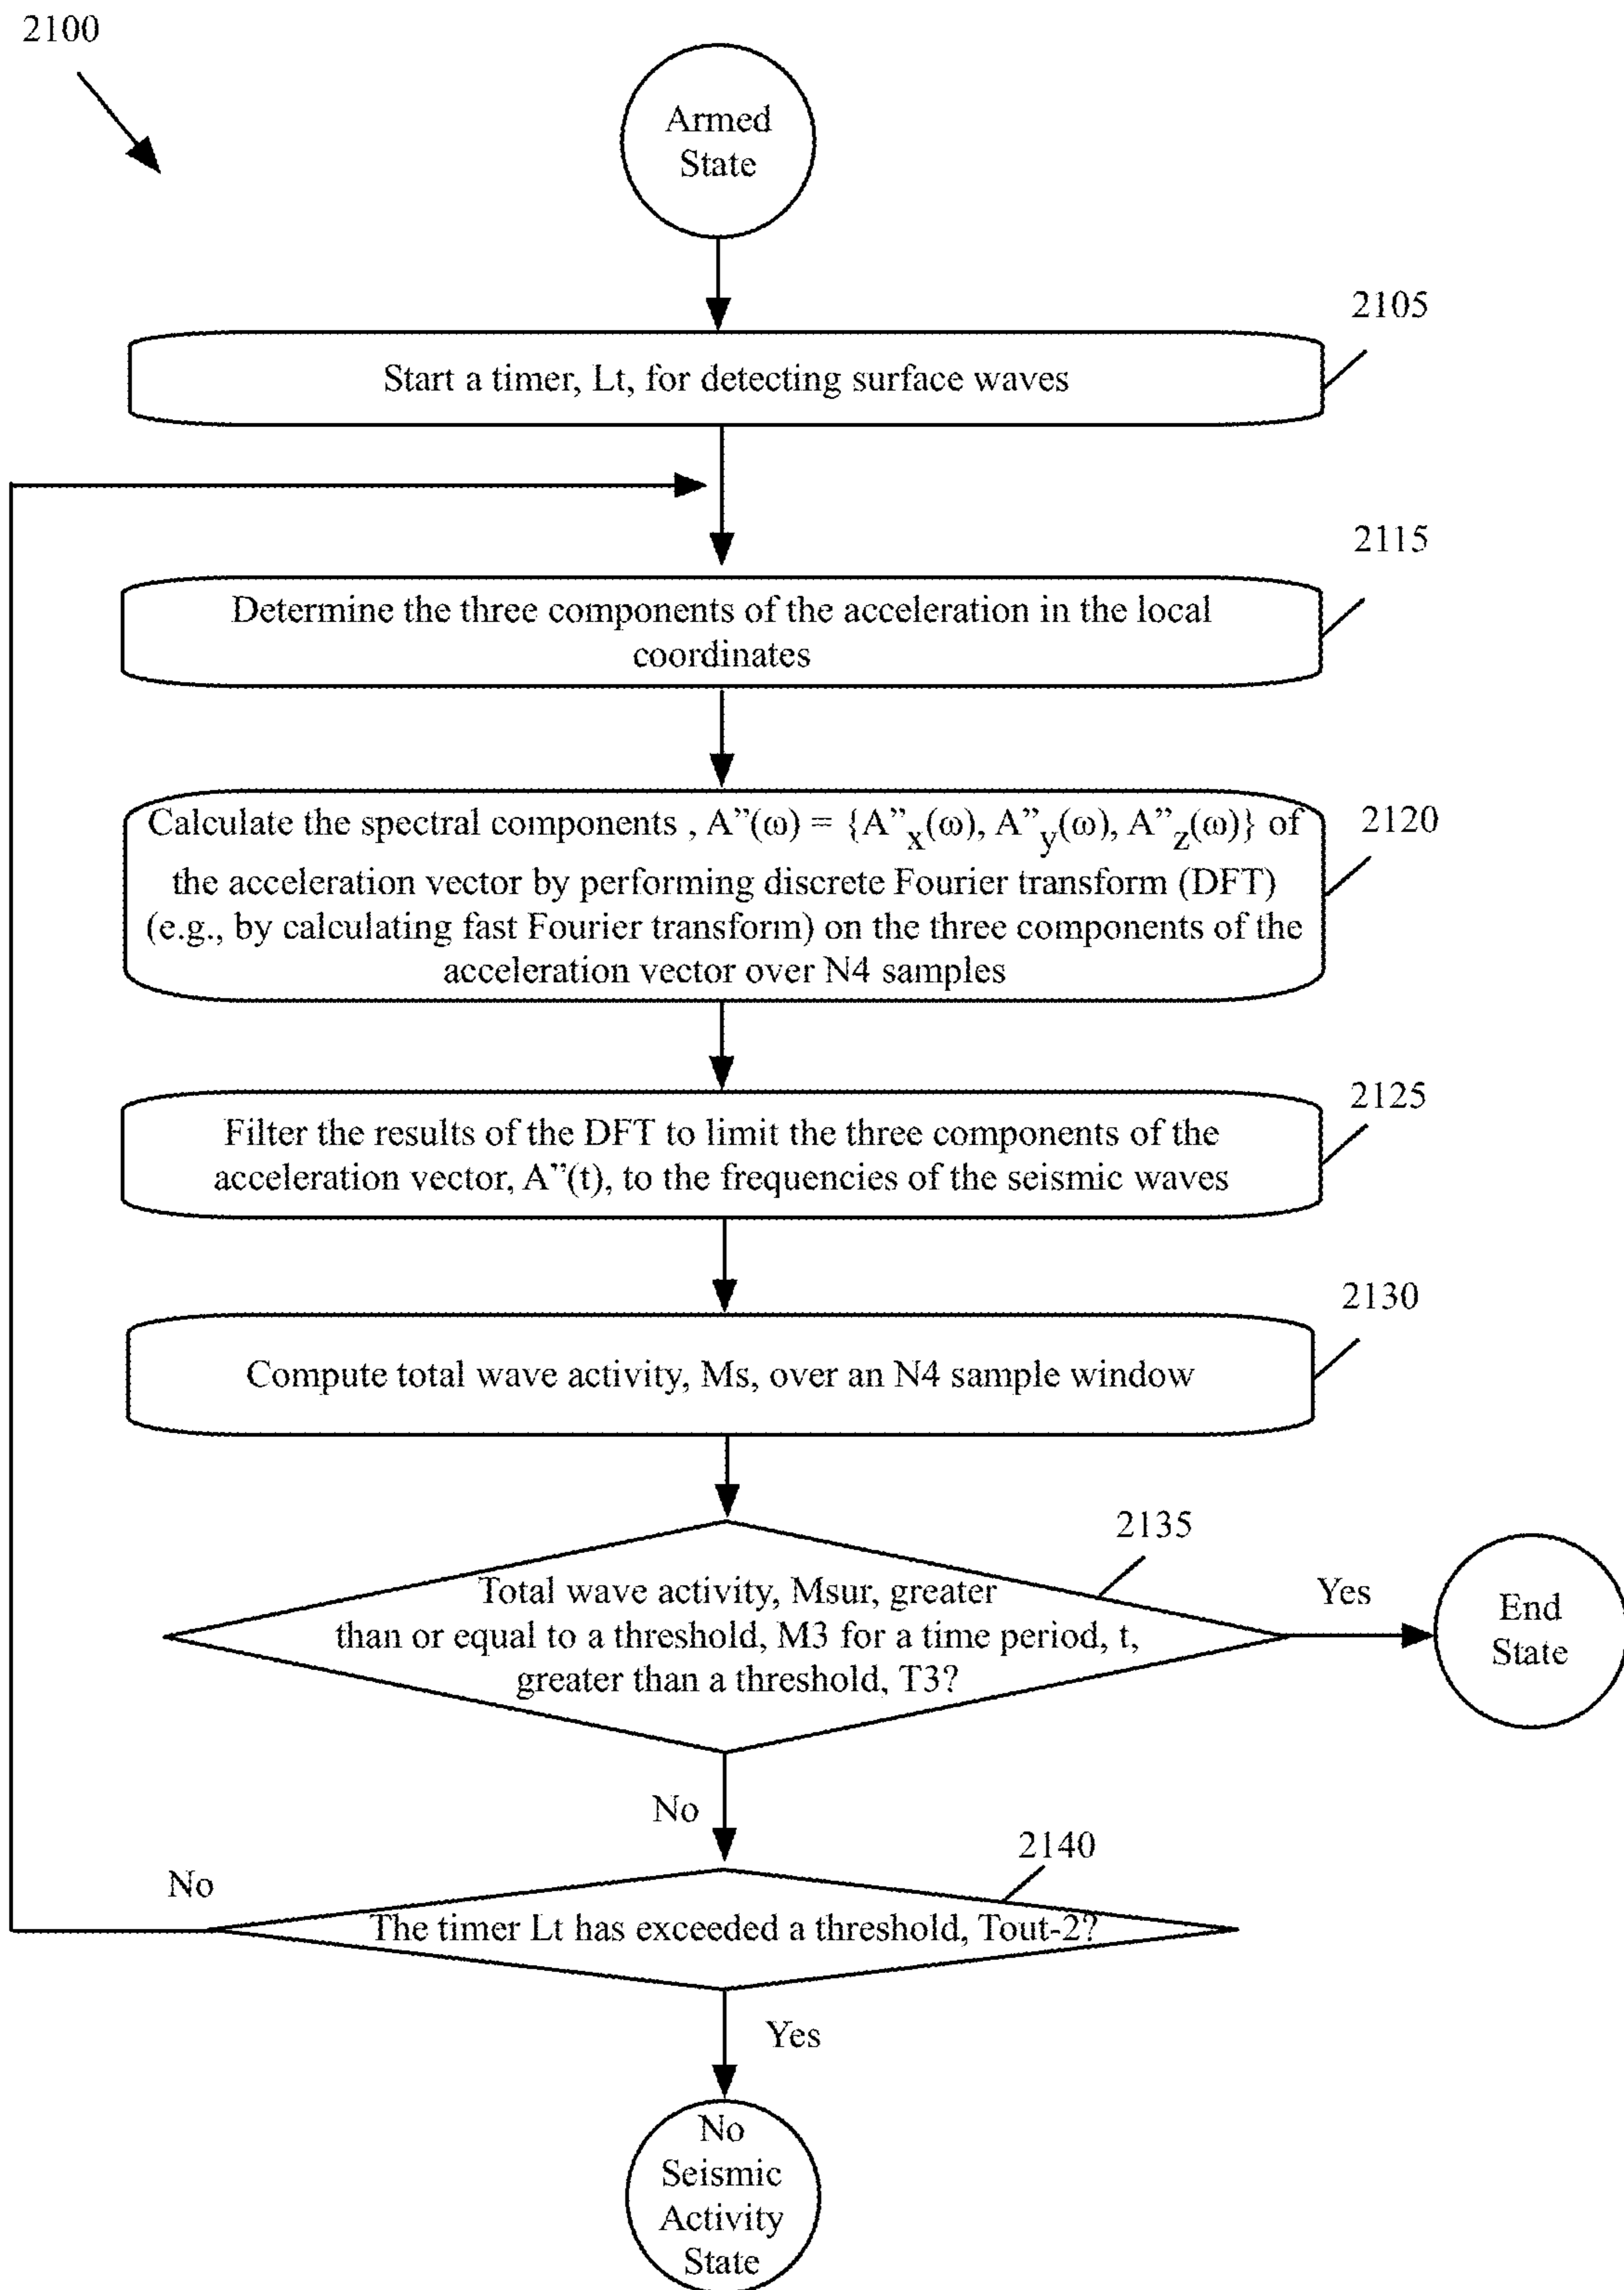 2100
Armed
State
2105
Start a timer, Lt, for detecting surface waves
2115
Determine the three components of the acceleration in the local
coordinates
2120
Calculate the spectral components , A”(ω) = {A”x(ω), A”y(ω), A”z(ω)} of
the acceleration vector by performing discrete Fourier transform (DFT)
(e.g., by calculating fast Fourier transform) on the three components of the
acceleration vector over N4 samples
2125
Filter the results of the DFT to limit the three components of the
acceleration vector, A”(t), to the frequencies of the seismic waves
2130
Compute total wave activity, Ms, over an N4 sample window
2135
Total wave activity, Msur, greater
than or equal to a threshold, M3 for a time period, t,
greater than a threshold, T3?
Yes
End
State
No
2140
No
The timer Lt has exceeded a threshold, Tout-2?
Yes
No
Seismic
Activity
State